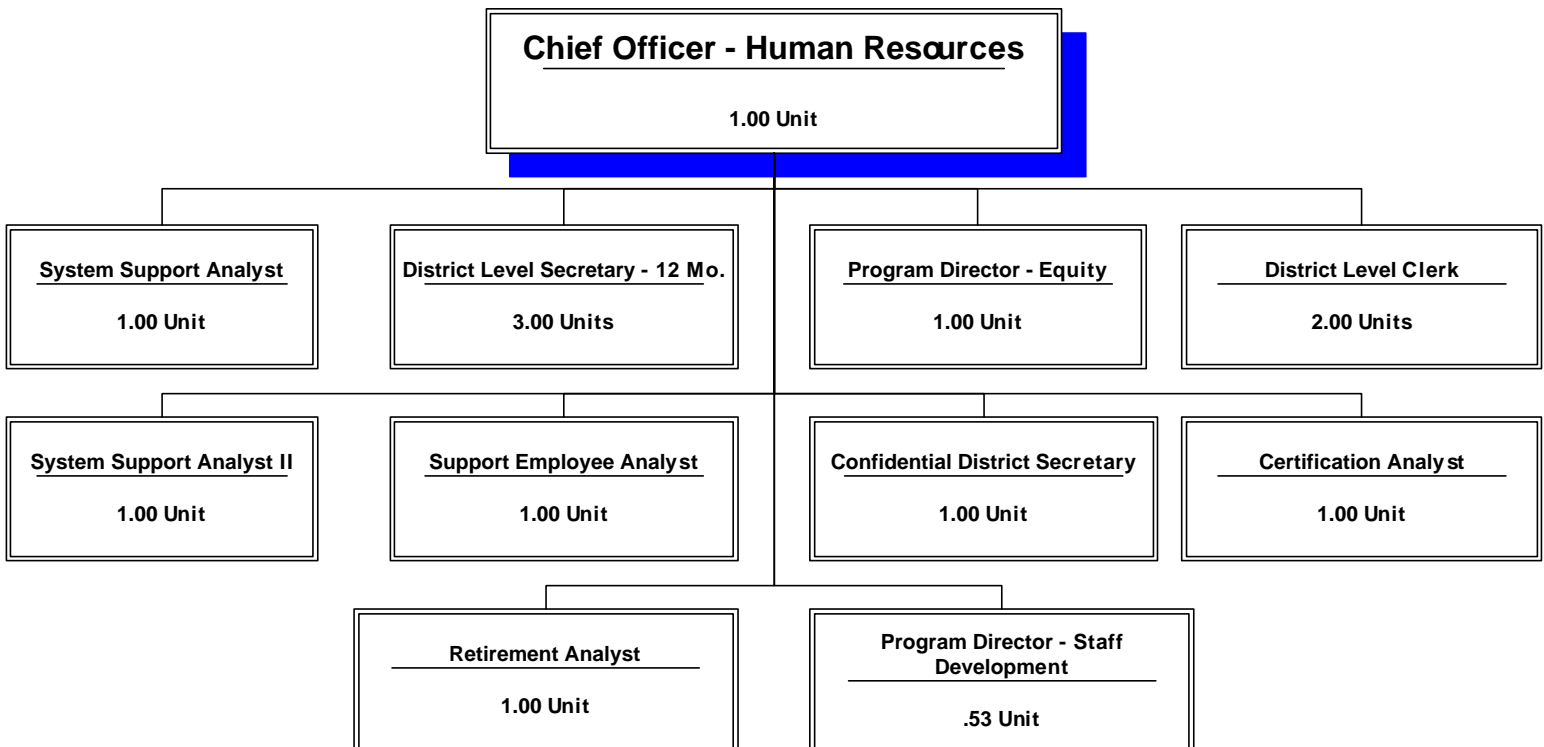 Chief Officer - Human Resources
1.00 Unit
System Support Analyst
1.00 Unit
District Level Secretary - 12 Mo.
3.00 Units
Program Director - Equity
1.00 Unit
District Level Clerk
2.00 Units
System Support Analyst II
1.00 Unit
Support Employee Analyst
1.00 Unit
Confidential District Secretary
1.00 Unit
Certification Analyst
1.00 Unit
Retirement Analyst
1.00 Unit
Program Director - Staff
Development
.53 Unit